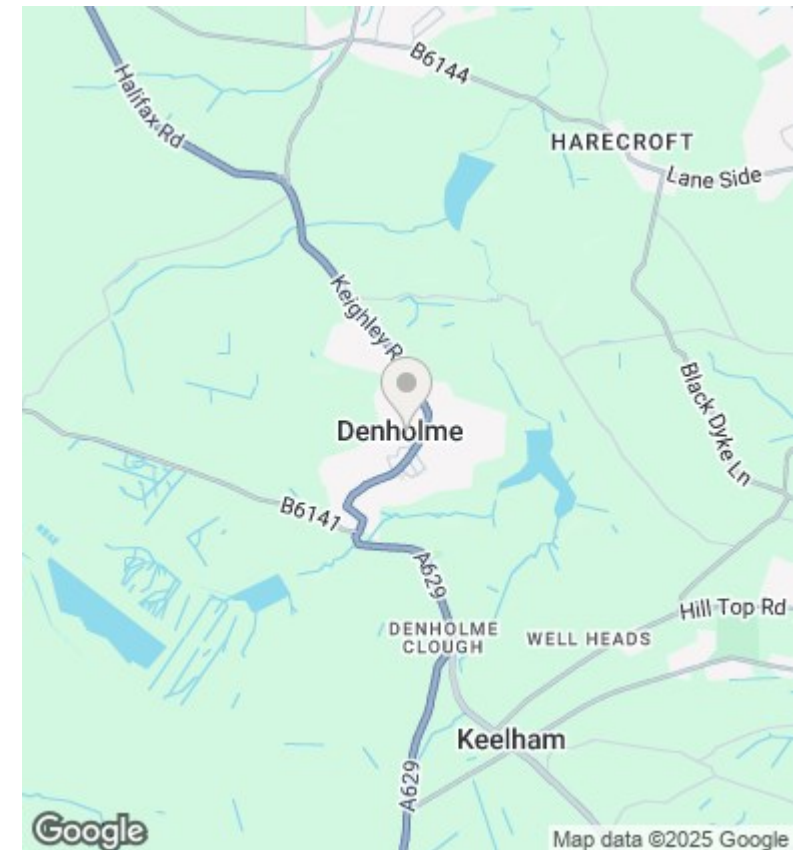 B6144
Halifax Rd
HARECROFT
Lane Side
Keighley R
Black Dyke Ln
Denholme
B6141
A629
Hill Top Rd
DENHOLME
CLOUGH
WELL HEADS
Keelham
A629
Google
Map data ©2025 Google